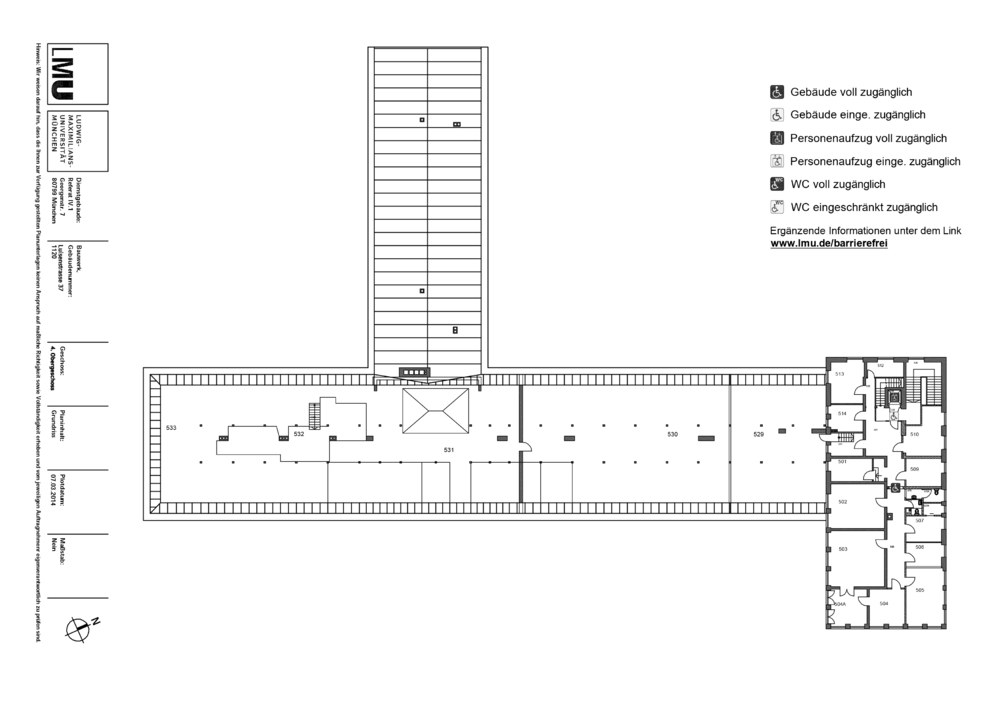 LMU
LUDWIG-
MAXIMILIANS-
UNIVERSITÄT
MÜNCHEN
Dienstgebäude:
Referat IV.1
Georgenstr. 7
80799 München
Bauwerk,
Gebäudenummer:
Luisenstrasse 37
1120
Geschoss:
4. Obergeschoss
Planinhalt:
Grundriss
Plotdatum:
07.03.2014
Maßstab:
Nein
Hinweis: Wir weisen darauf hin, dass die Ihnen zur Verfügung gestellten Planunterlagen keinen Anspruch auf maßliche Richtigkeit sowie Vollständigkeit erheben und vom jeweiligen Auftragnehmer eigenverantwortlich zu prüfen sind.
N
Gebäude voll zugänglich
Gebäude einge. zugänglich
Personenaufzug voll zugänglich
Personenaufzug einge. zugänglich
WC
WC voll zugänglich
WC
WC eingeschränkt zugänglich
Ergänzende Informationen unter dem Link
www.lmu.de/barrierefrei
533
532
531
530
529
513
512
514
510
501
509
502
507
503
506
505
504A
504